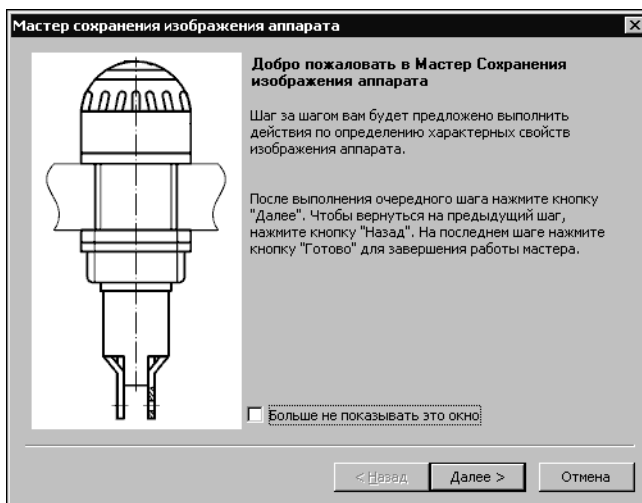 Мастер сохранения изображения аппарата
Добро пожаловать в Мастер Сохранения
изображения аппарата
Шаг за шагом вам будет предложено выполнить
действия по определению характерных свойств
изображения аппарата.
После выполнения очередного шага нажмите кнопку
"Далее". Чтобы вернуться на предыдущий шаг,
нажмите кнопку "Назад". На последнем шаге нажмите
кнопку "Готово" для завершения работы мастера.
Больше не показывать это окно
< Назад
Далее >
Отмена